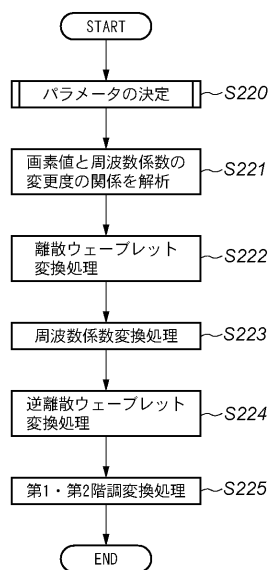 START
パラメータの決定
S220
画素値と周波数係数の
変更度の関係を解析
S221
離散ウェーブレット
変換処理
S222
周波数係数変換処理
S223
逆離散ウェーブレット
変換処理
S224
第1・第2階調変換処理
S225
END